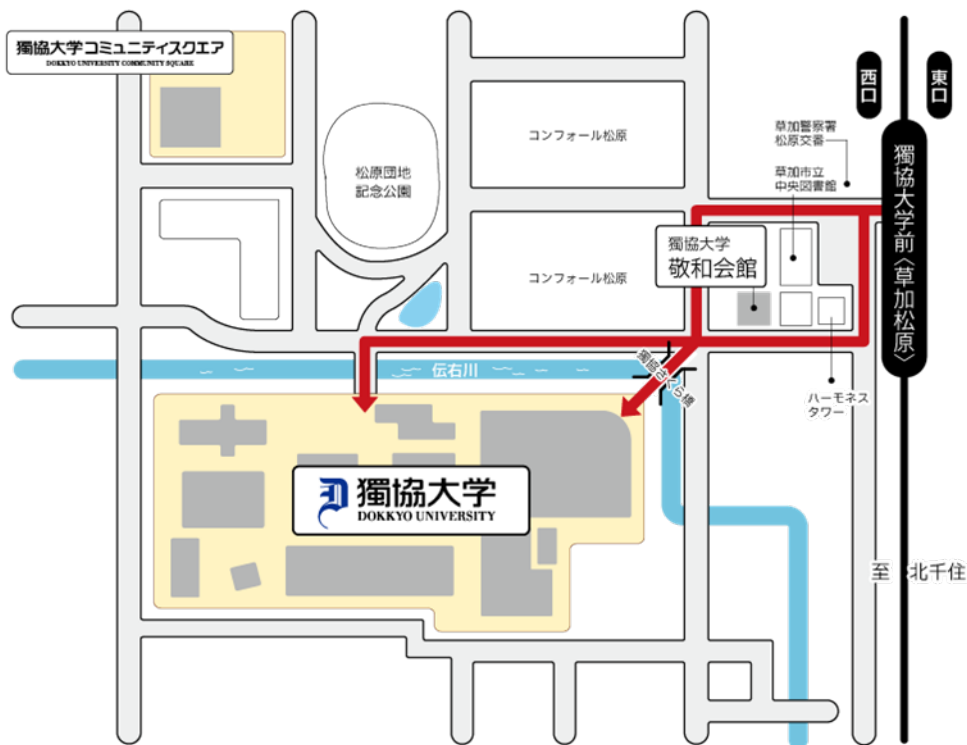 獨協大学コミュニティスクエア
DOKKYO UNIVERSITY COMMUNITY SQUARE
西口
東口
コンフォール松原
草加警察署
松原交番
松原団地
記念公園
草加市立
中央図書館
獨協大学前〈草加松原〉
獨協大学
敬和会館
コンフォール松原
伝右川
獨協さくら橋
ハーモネス
タワー
獨協大学
DOKKYO UNIVERSITY
至 北千住